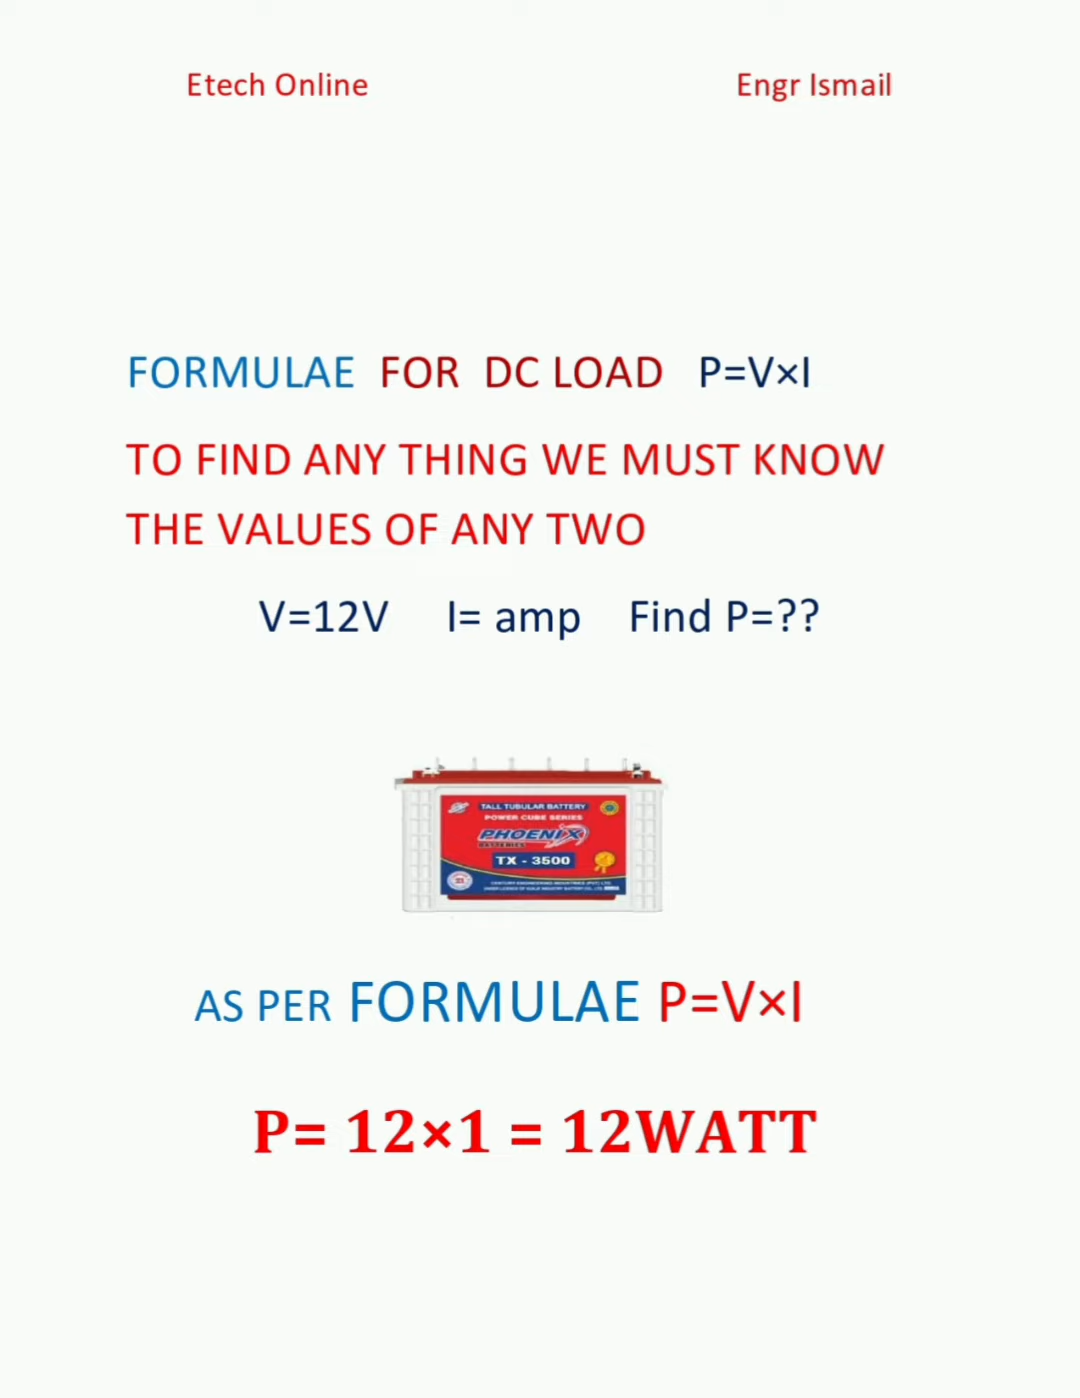 Etech Online Engr Ismail
FORMULAE FOR DC LOAD P=V×I
TO FIND ANY THING WE MUST KNOW
THE VALUES OF ANY TWO
V=12V I= amp Find P=??
TALL TUBULAR BATTERY
POWER CUBE SERIES
PHOENIX
TX - 3500
AS PER FORMULAE P=V×I
P= 12×1 = 12WATT